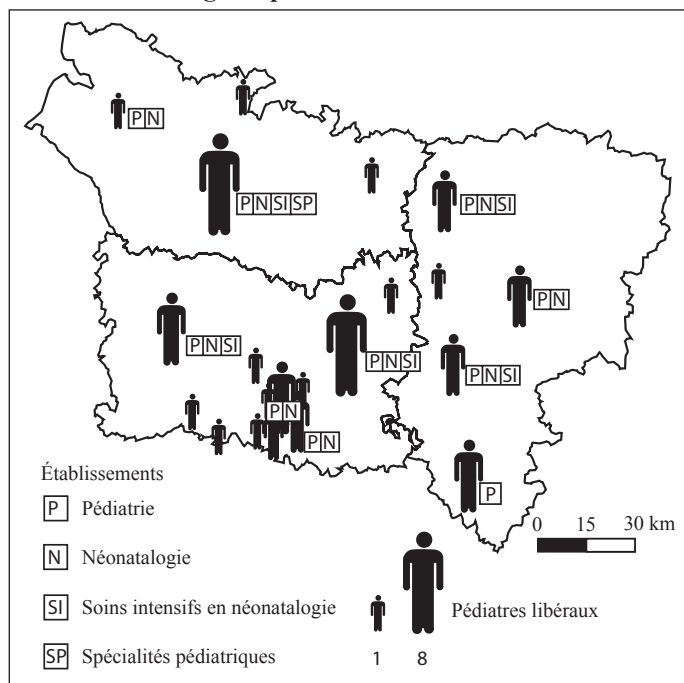 PN
PNSISP
PNSI
PN
PNSI
PNSI
PNSI
PN
PN
P
Établissements
P Pédiatrie
N Néonatalogie
SI Soins intensifs en néonatalogie
SP Spécialités pédiatriques
0 15 30 km
Pédiatres libéraux
1 8